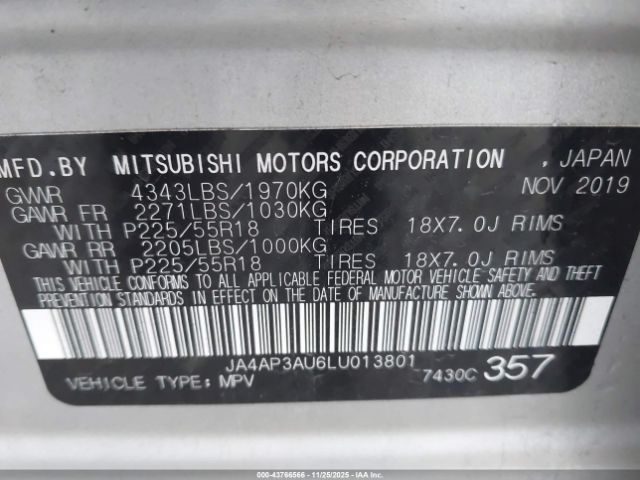 MFD.BY MITSUBISHI MOTORS CORPORATION , JAPAN
GVWR 4343LBS/1970KG NOV 2019
GAWR FR 2271LBS/1030KG
WITH P225/55R18 TIRES 18X7.0J RIMS
GAWR RR 2205LBS/1000KG
WITH P225/55R18 TIRES 18X7.0J RIMS
THIS VEHICLE CONFORMS TO ALL APPLICABLE FEDERAL MOTOR VEHICLE SAFETY AND THEFT
PREVENTION STANDARDS IN EFFECT ON THE DATE OF MANUFACTURE SHOWN ABOVE.
JA4AP3AU6LU013801
VEHICLE TYPE: MPV 7430C 357
000-43766566 - 11/25/2025 - IAAI.com